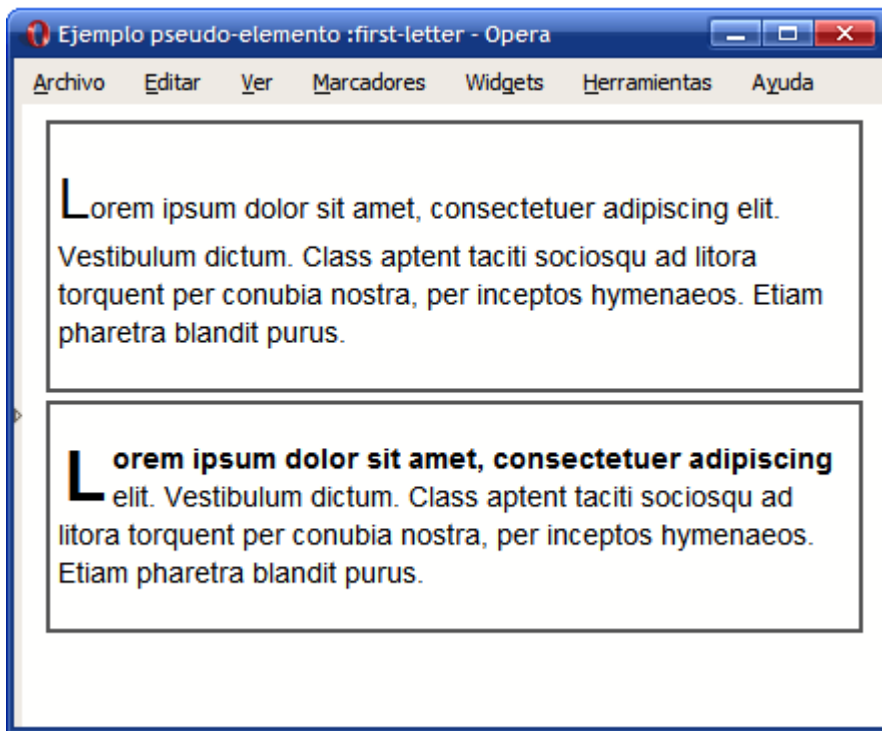 Ejemplo pseudo-elemento :first-letter - Opera
Archivo Editar Ver Marcadores Widgets Herramientas Ayuda
Lorem ipsum dolor sit amet, consectetuer adipiscing elit.
Vestibulum dictum. Class aptent taciti sociosqu ad litora
torquent per conubia nostra, per inceptos hymenaeos. Etiam
pharetra blandit purus.
Lorem ipsum dolor sit amet, consectetuer adipiscing
elit. Vestibulum dictum. Class aptent taciti sociosqu ad
litora torquent per conubia nostra, per inceptos hymenaeos.
Etiam pharetra blandit purus.